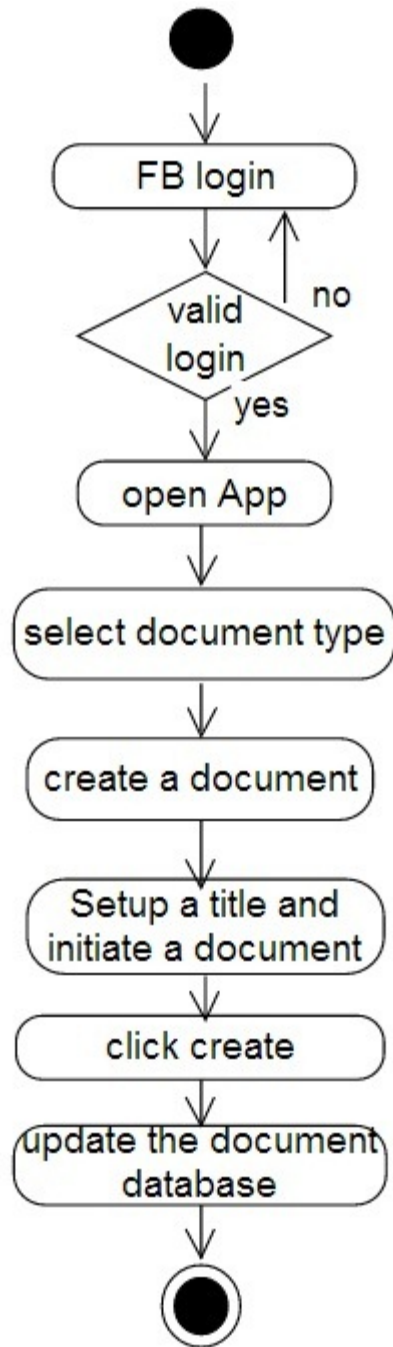 FB login
valid
login
no
yes
open App
select document type
create a document
Setup a title and
initiate a document
click create
update the document
database